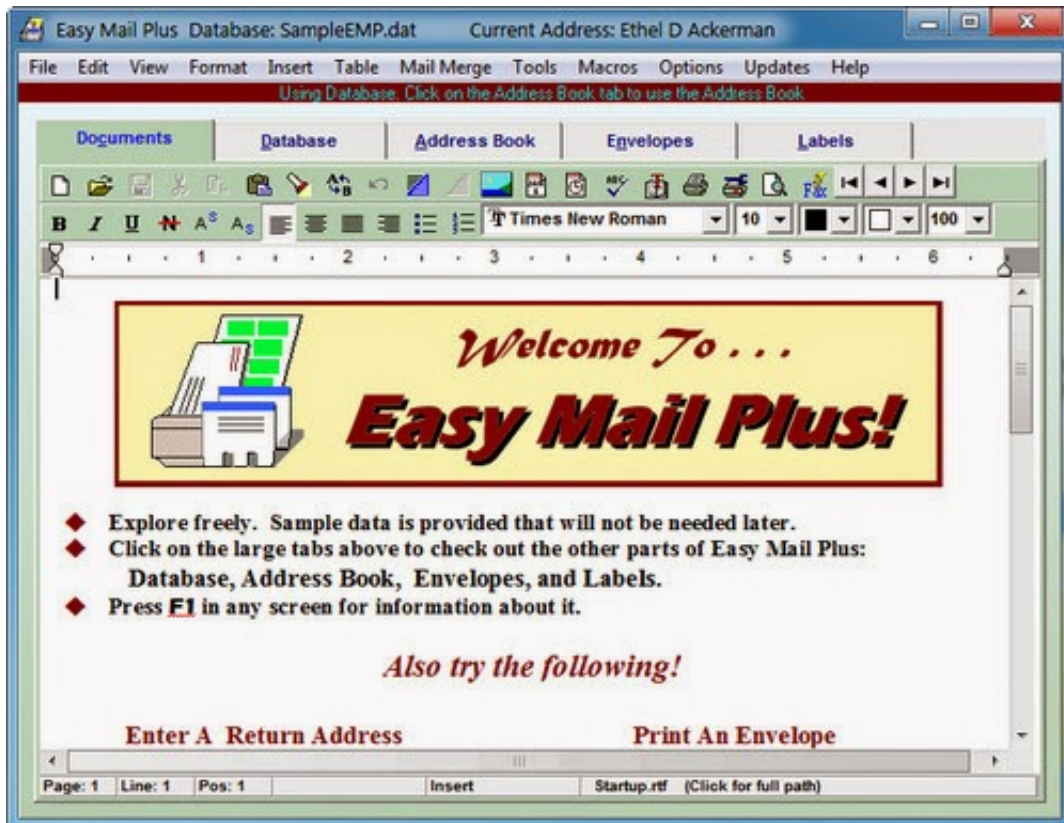 Easy Mail Plus Database: SampleEMP.dat Current Address: Ethel D Ackerman
File Edit View Format Insert Table Mail Merge Tools Macros Options Updates Help
Using Database. Click on the Address Book tab to use the Address Book
Documents Database Address Book Envelopes Labels
B I U N A S A S Times New Roman 10 100
1 2 3 4 5 6
Welcome To . . .
Easy Mail Plus!
Explore freely. Sample data is provided that will not be needed later.
Click on the large tabs above to check out the other parts of Easy Mail Plus:
Database, Address Book, Envelopes, and Labels.
Press F1 in any screen for information about it.
Also try the following!
Enter A Return Address Print An Envelope
Page: 1 Line: 1 Pos: 1 Insert Startup.rtf (Click for full path)